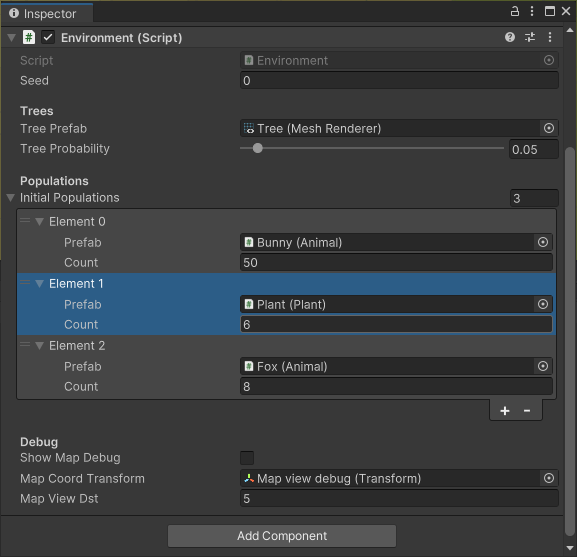 Inspector
Environment (Script)
Script Environment
Seed 0
Trees
Tree Prefab Tree (Mesh Renderer)
Tree Probability 0.05
Populations
Initial Populations 3
Element 0
Prefab Bunny (Animal)
Count 50
Element 1
Prefab Plant (Plant)
Count 6
Element 2
Prefab Fox (Animal)
Count 8
+ -
Debug
Show Map Debug
Map Coord Transform Map view debug (Transform)
Map View Dst 5
Add Component